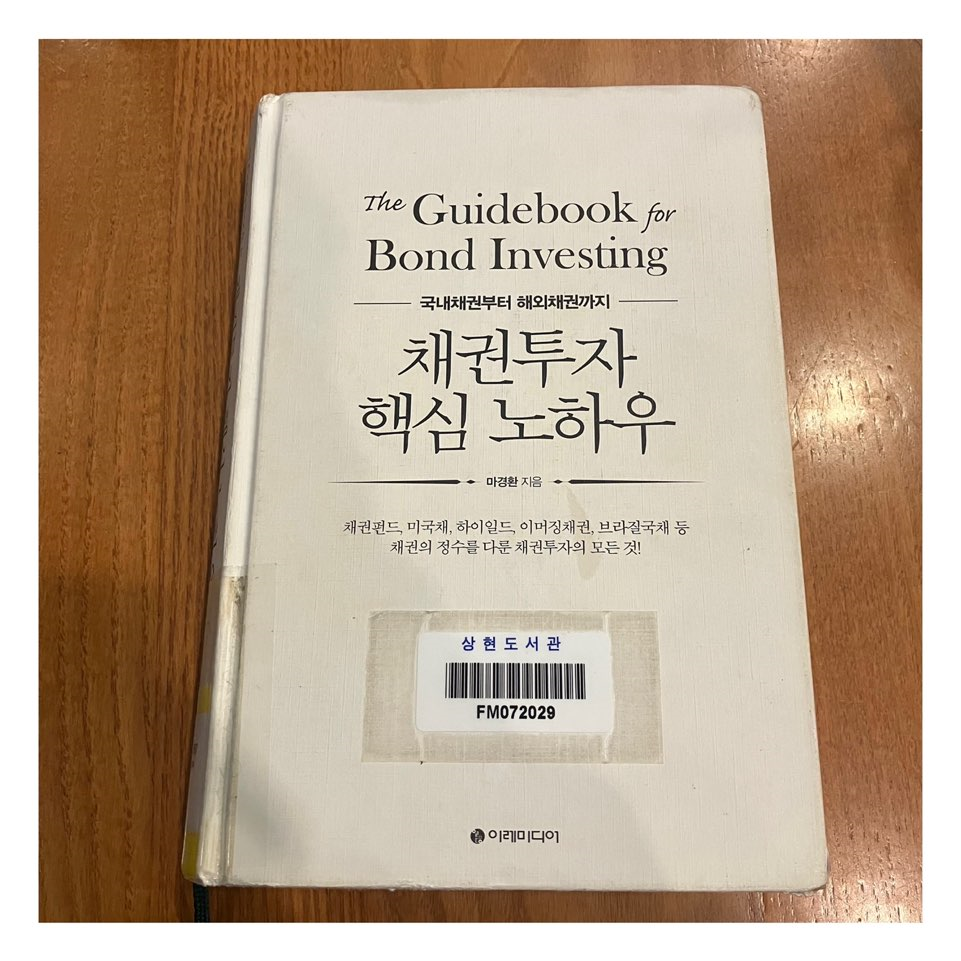 The Guidebook for
Bond Investing
국내채권부터 해외채권까지
채권투자
핵심 노하우
마경환 지음
채권펀드, 미국채, 하이일드, 이머징채권, 브라질국채 등
채권의 정수를 다룬 채권투자의 모든 것!
상현도서관
FM072029
이레미디어